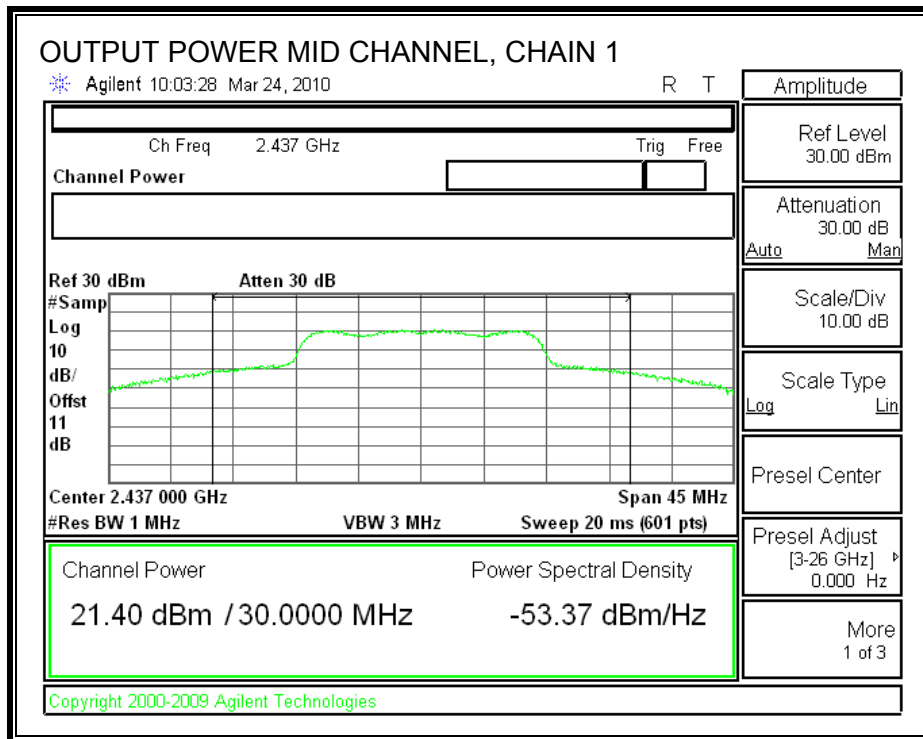 OUTPUT POWER MID CHANNEL, CHAIN 1
Agilent 10:03:28 Mar 24, 2010 R T
Ch Freq 2.437 GHz Trig Free
Channel Power
Ref 30 dBm Atten 30 dB
#Samp
Log
10
dB/
Offst
11
dB
Center 2.437 000 GHz Span 45 MHz
#Res BW 1 MHz VBW 3 MHz Sweep 20 ms (601 pts)
Channel Power Power Spectral Density
21.40 dBm / 30.0000 MHz -53.37 dBm/Hz
Copyright 2000-2009 Agilent Technologies
Amplitude
Ref Level
30.00 dBm
Attenuation
30.00 dB
Auto Man
Scale/Div
10.00 dB
Scale Type
Log Lin
Presel Center
Presel Adjust
[3-26 GHz]
0.000 Hz
More
1 of 3